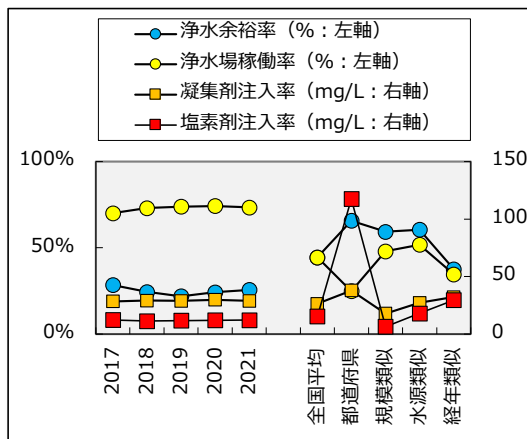 浄水余裕率（%：左軸）
浄水場稼働率（%：左軸）
凝集剤注入率（mg/L：右軸）
塩素剤注入率（mg/L：右軸）
100%
50%
0%
150
100
50
0
2017
2018
2019
2020
2021
全国平均
都道府県
規模類似
水源類似
経年類似